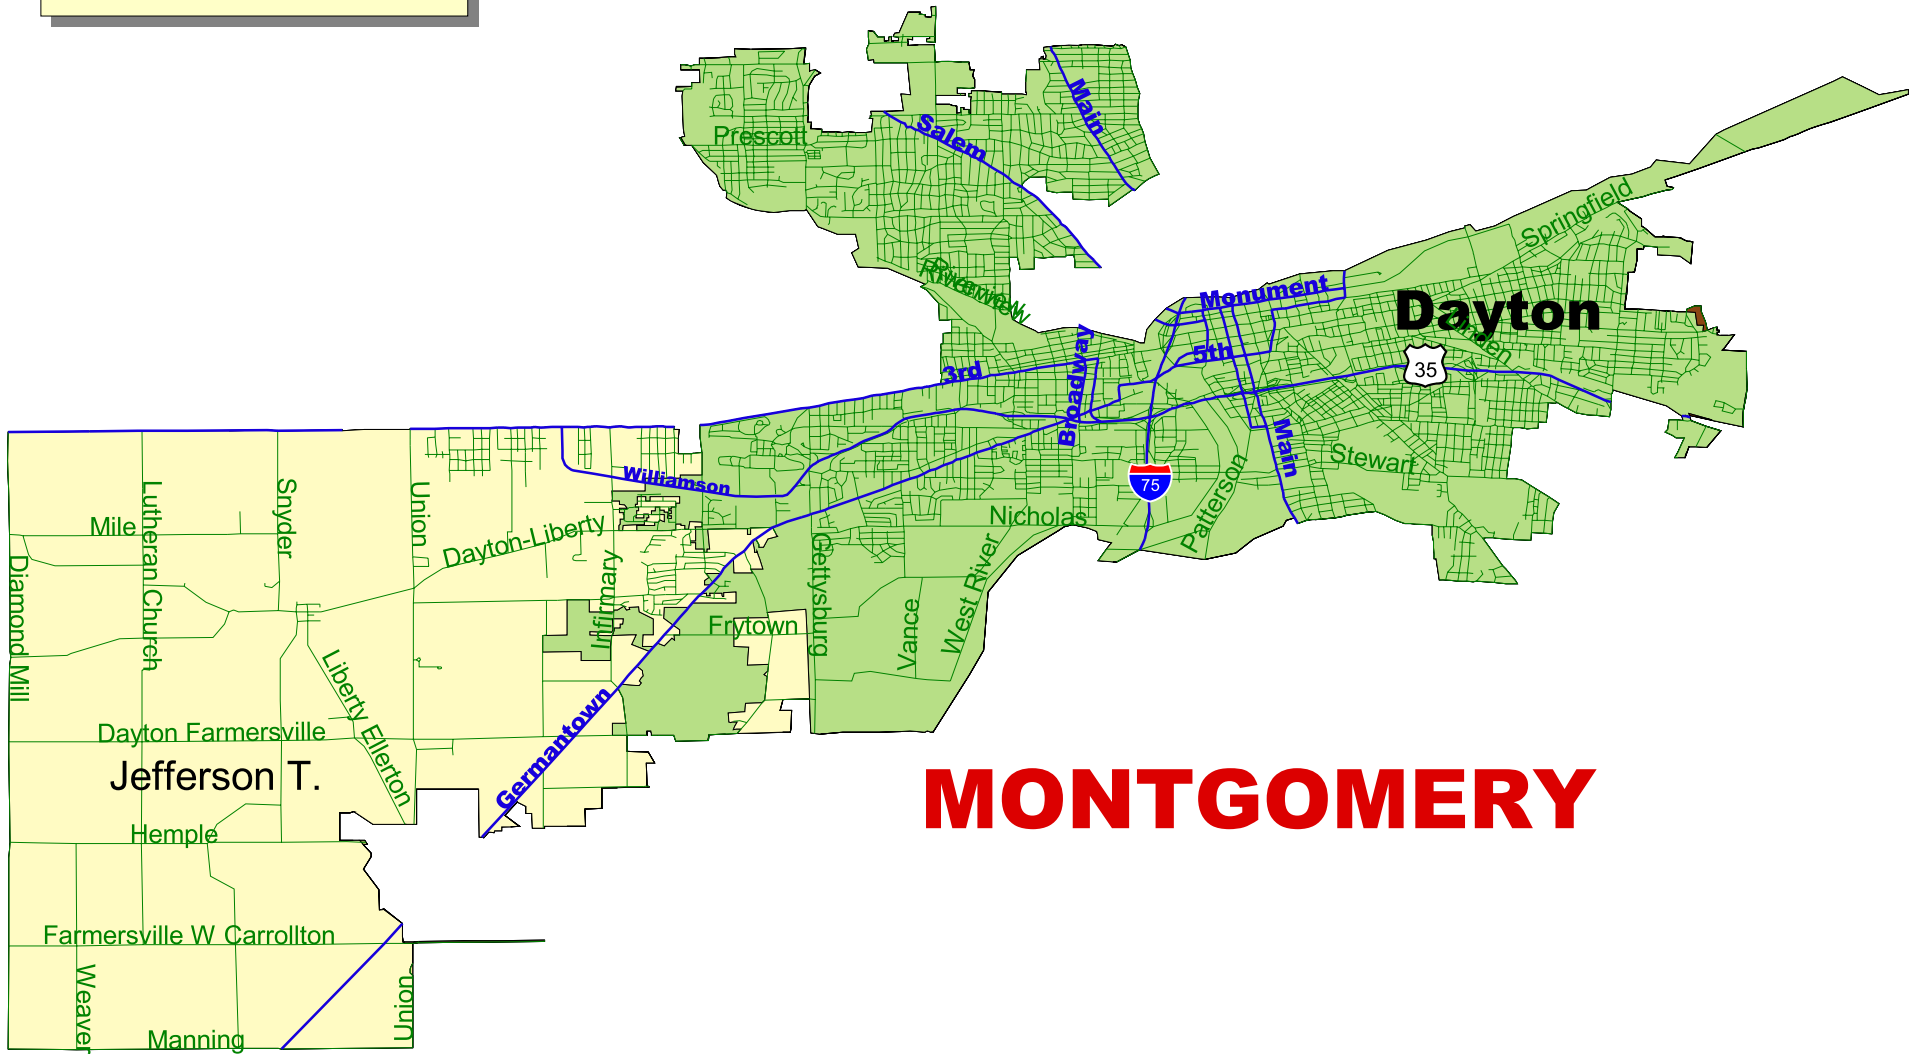 Main
Salem
Prescott
Springfield
Riverview
Riverview
Monument
Dayton
Linden
5th
35
3rd
Broadway
Main
Stewart
Williamson
75
Patterson
Nicholas
Lutheran Church
Snyder
Union
Mile
Dayton-Liberty
Diamond Mill
Infirmary
Gettysburg
West River
Vance
Frytown
Liberty Ellerton
Germantown
Dayton Farmersville
Jefferson T.
MONTGOMERY
Hemple
Farmersville W Carrollton
Weaver
Union
Manning